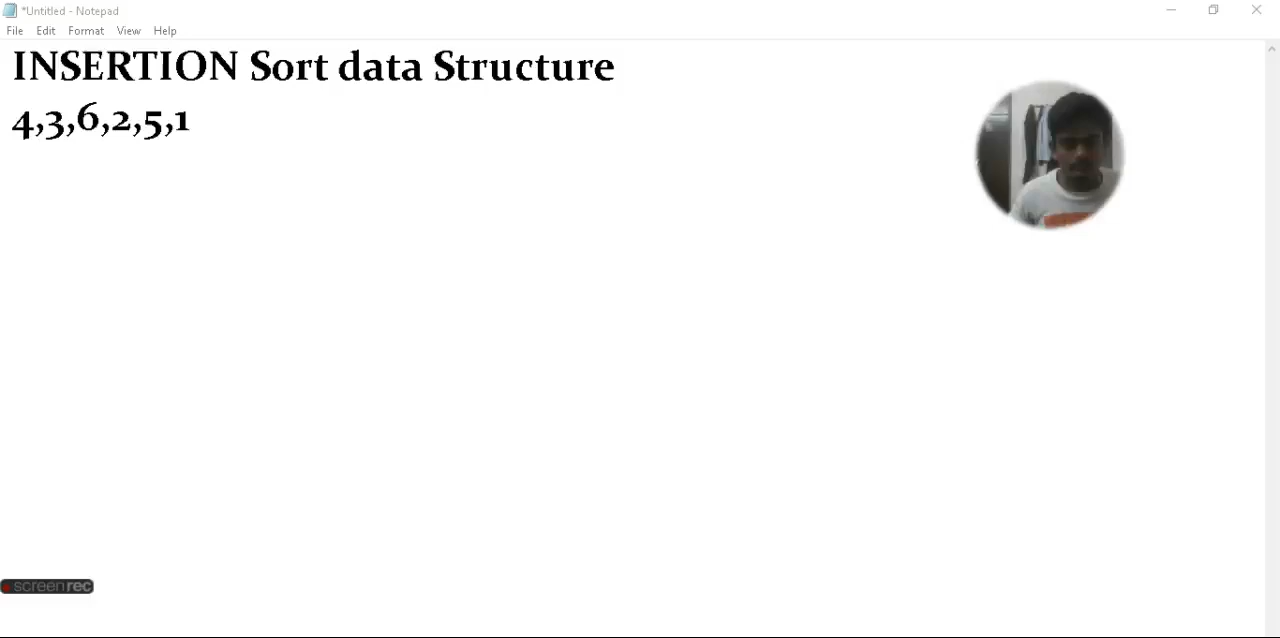 *Untitled - Notepad
File Edit Format View Help
INSERTION Sort data Structure
4,3,6,2,5,1
screenrec